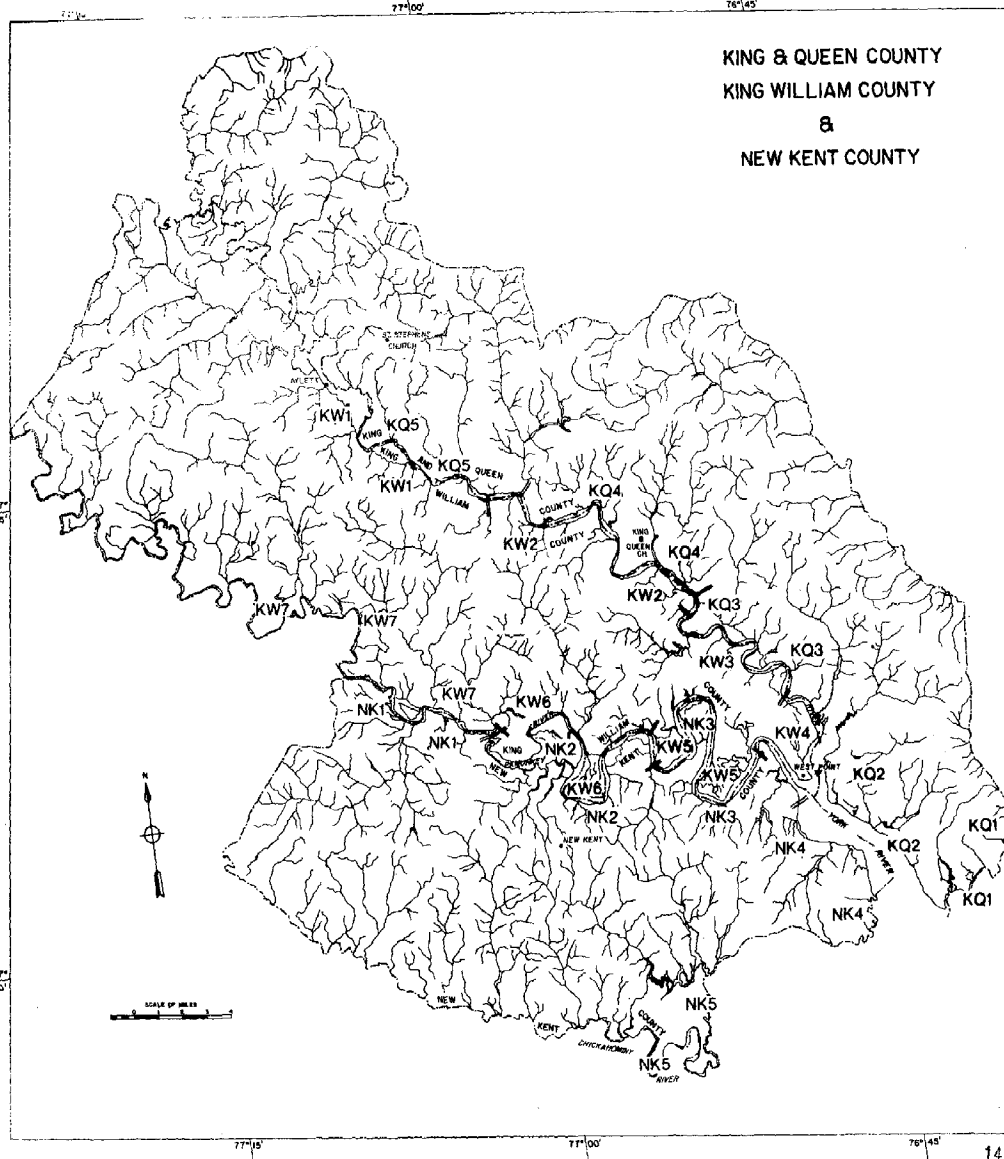 77°00'
76°45'
KING & QUEEN COUNTY
KING WILLIAM COUNTY
&
NEW KENT COUNTY
ST. STEPHENS
CHURCH
AYLETT
KW1
KQ5
KING
KING
AND
QUEEN
KQ5
KW1
WILLIAM
COUNTY
KQ4
KW2
COUNTY
KING
&
QUEEN
CH.
KQ4
KW2
KQ3
KW7
KW7
KW3
KQ3
NK1
KW7
KW6
COUNTY
NK3
NK1
KING
NK2
WILLIAM
KENT
KW5
KW4
NEW
WEST POINT
KW6
KW5
COUNTY
KQ2
NK2
NK3
YORK
RIVER
KQ1
NEW KENT
NK4
KQ2
KQ1
NK4
N
SCALE OF MILES
NEW
KENT
COUNTY
NK5
CHICKAHOMINY
RIVER
NK5
77°15'
77°00'
76°45'
14